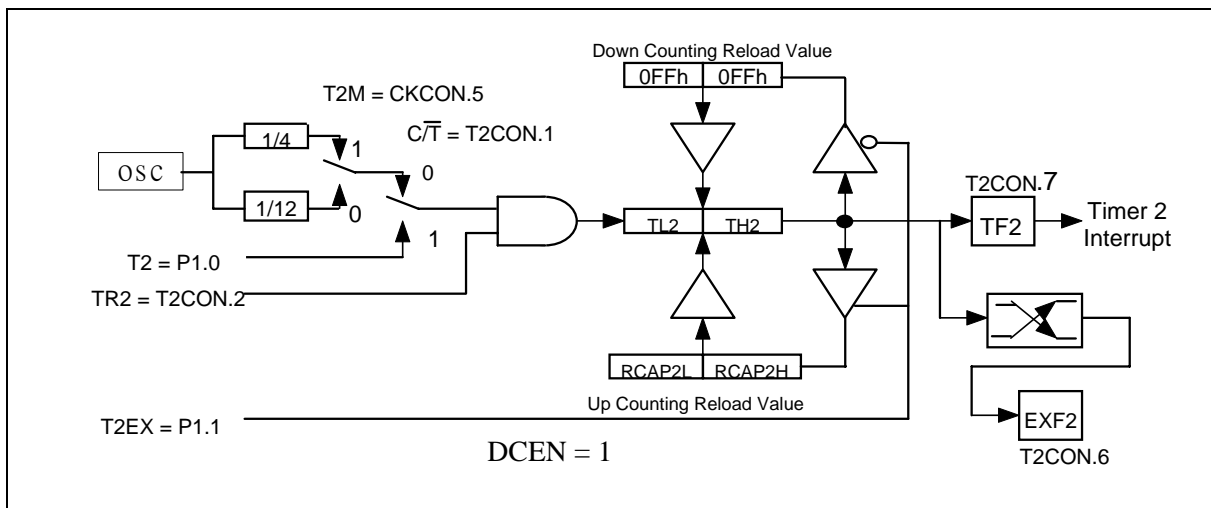 Down Counting Reload Value
0FFh 0FFh
T2M = CKCON.5
C/T̅ = T2CON.1
1/4
1
OSC
0
1/12
0
T2CON.7
TL2 TH2
TF2
Timer 2
Interrupt
1
T2 = P1.0
TR2 = T2CON.2
RCAP2L RCAP2H
Up Counting Reload Value
T2EX = P1.1
EXF2
DCEN = 1
T2CON.6